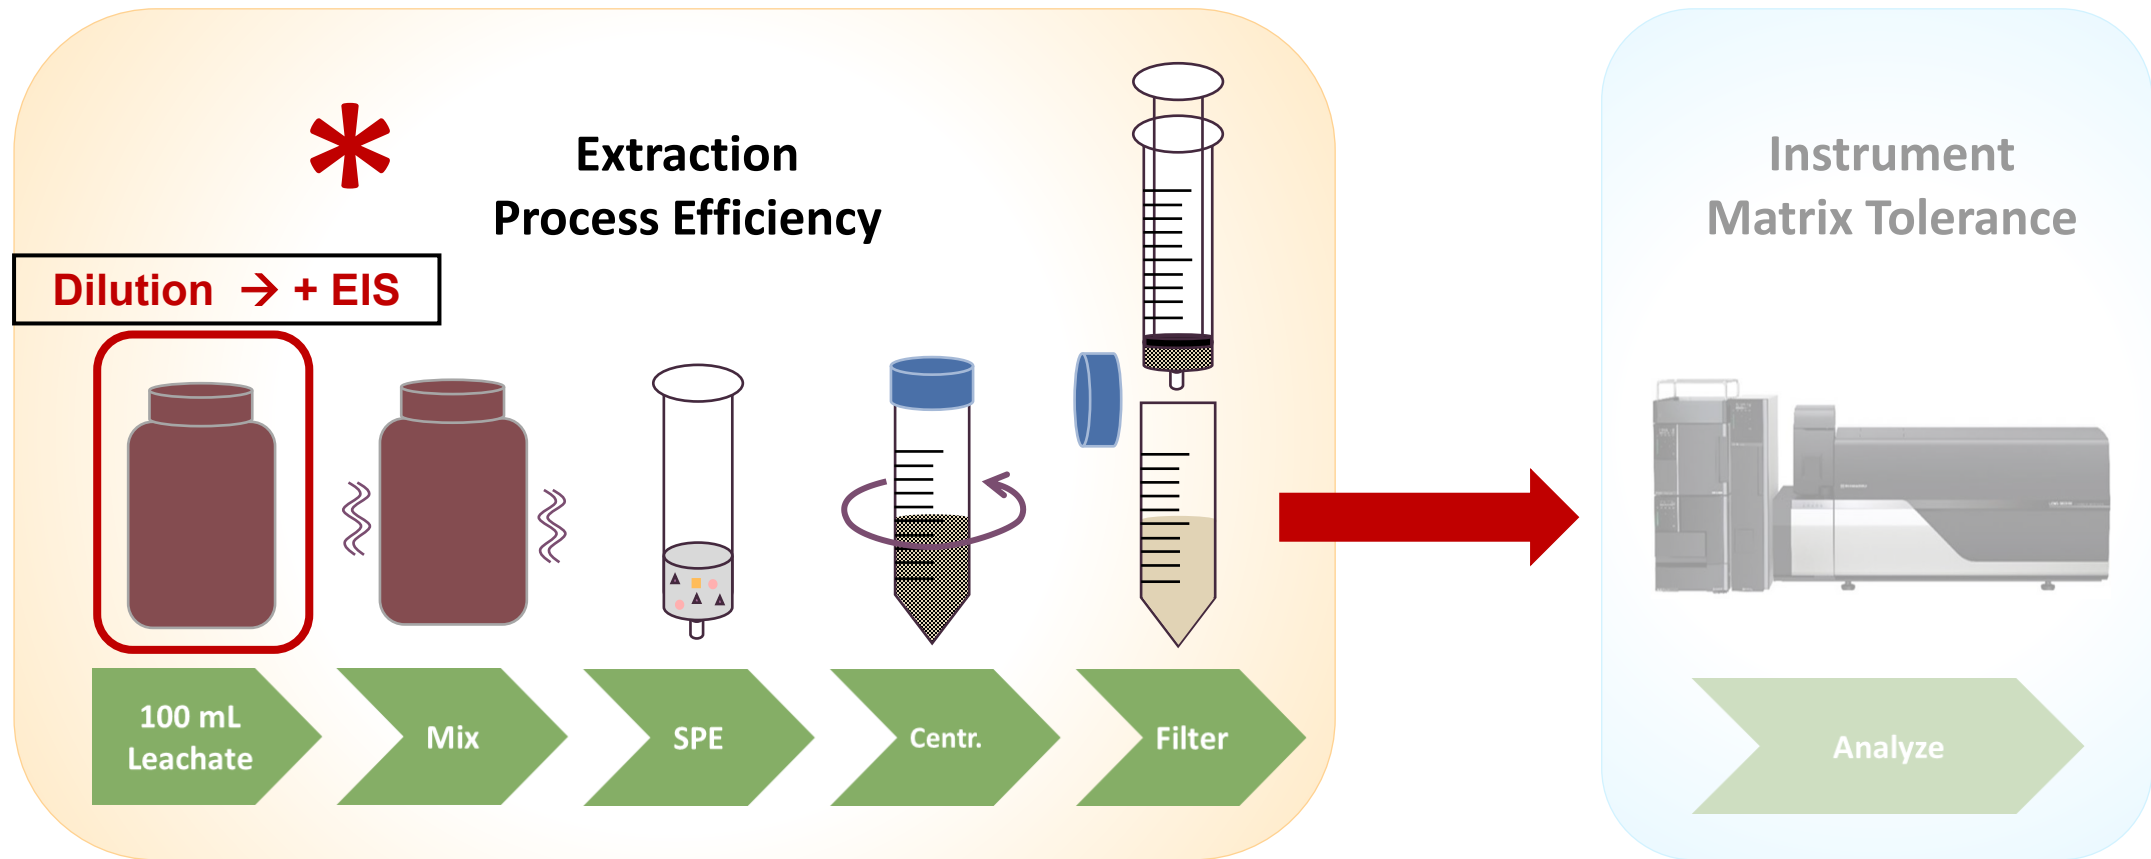 *
Extraction
Process Efficiency
Dilution → + EIS
100 mL
Leachate
Mix
SPE
Centr.
Filter
Instrument
Matrix Tolerance
Analyze